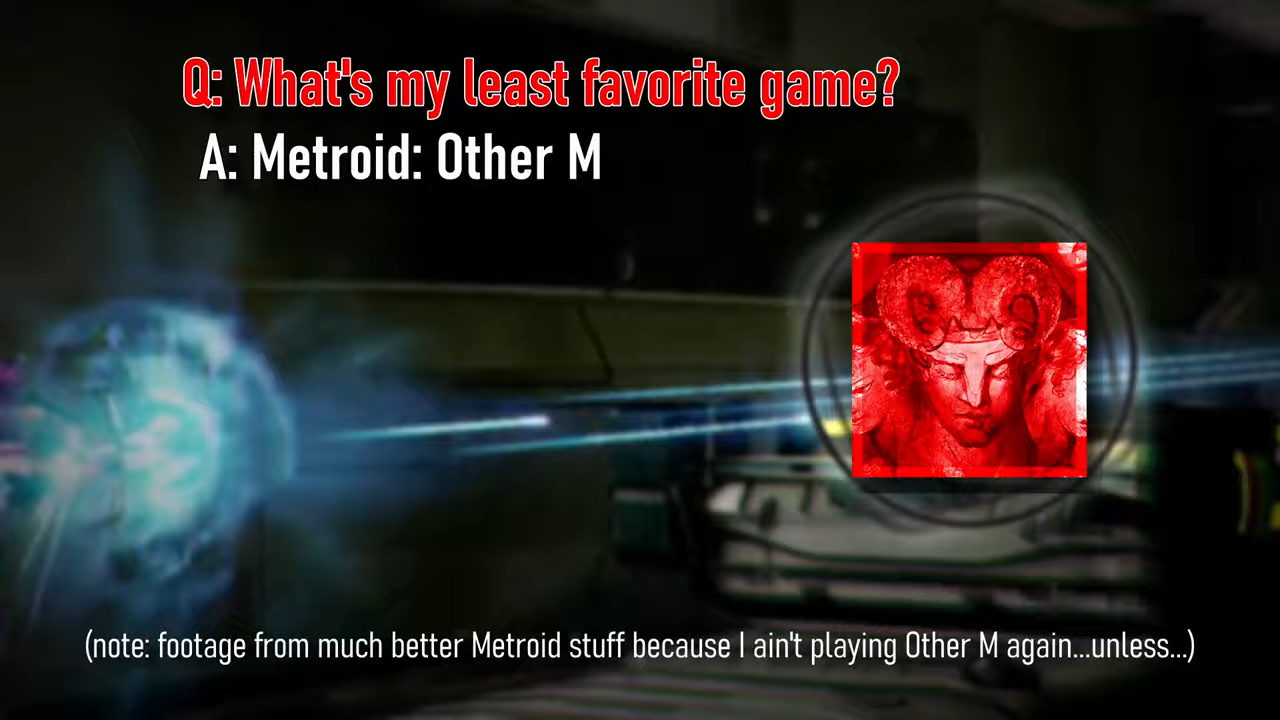 Q: What's my least favorite game?
A: Metroid: Other M
(note: footage from much better Metroid stuff because I ain't playing Other M again...unless...)